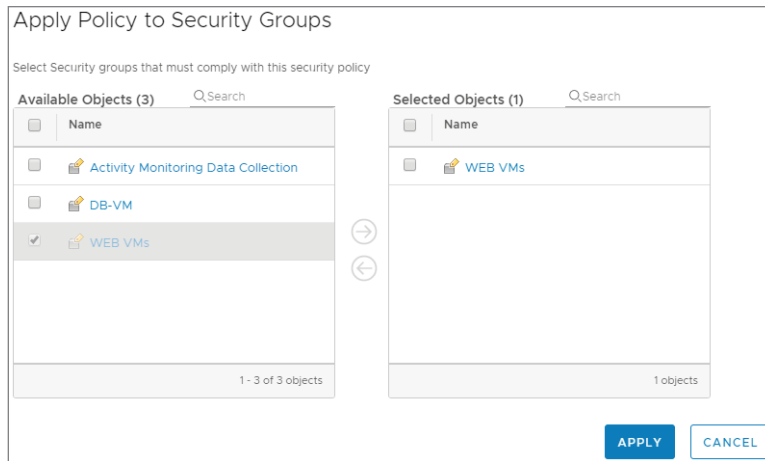 Apply Policy to Security Groups
Select Security groups that must comply with this security policy
Available Objects (3)
Search
Name
Activity Monitoring Data Collection
DB-VM
WEB VMs
1 - 3 of 3 objects
Selected Objects (1)
Search
Name
WEB VMs
1 objects
APPLY
CANCEL